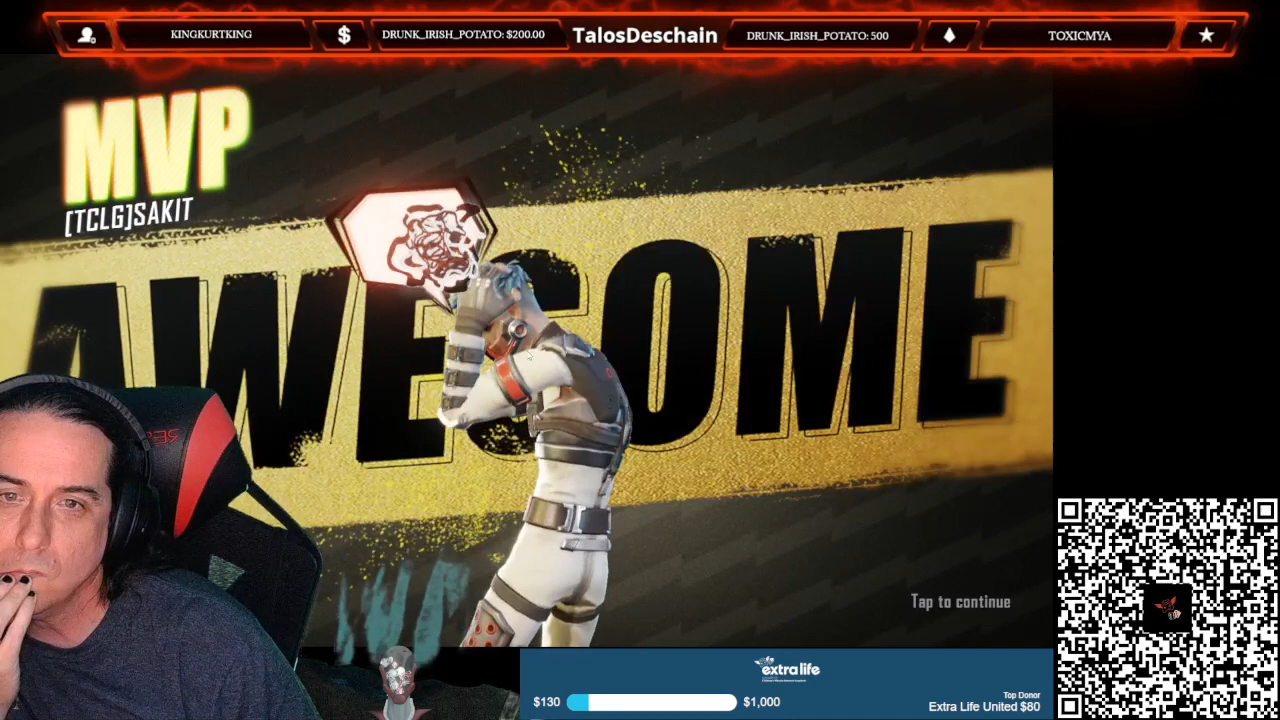 KINGKURTKING
$
DRUNK_IRISH_POTATO: $200.00
TalosDeschain
DRUNK_IRISH_POTATO: 500
TOXICMYA
MVP
[TCLG]SAKIT
AWESOME
Tap to continue
extra life
$130
$1,000
Top Donor
Extra Life United $80